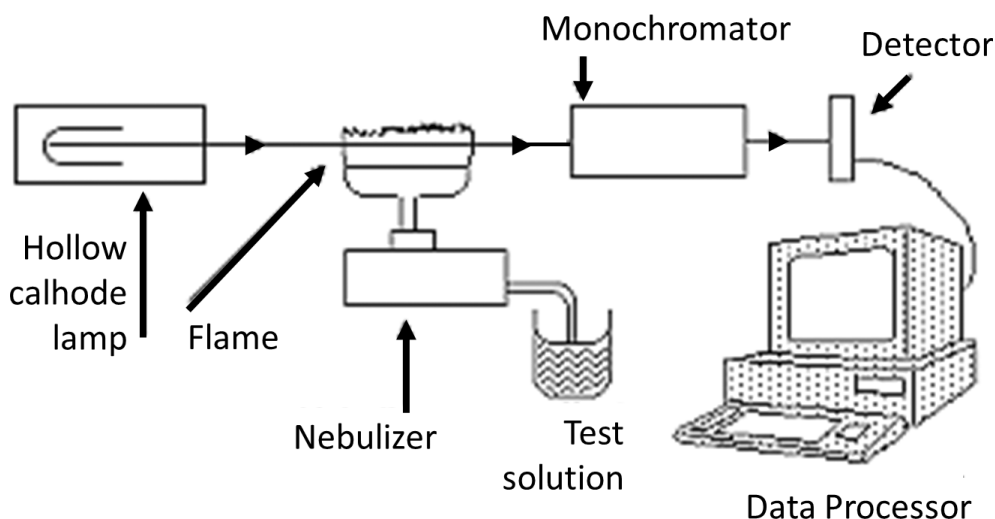 Monochromator
Detector
Hollow
calhode
lamp
Flame
Nebulizer
Test
solution
Data Processor